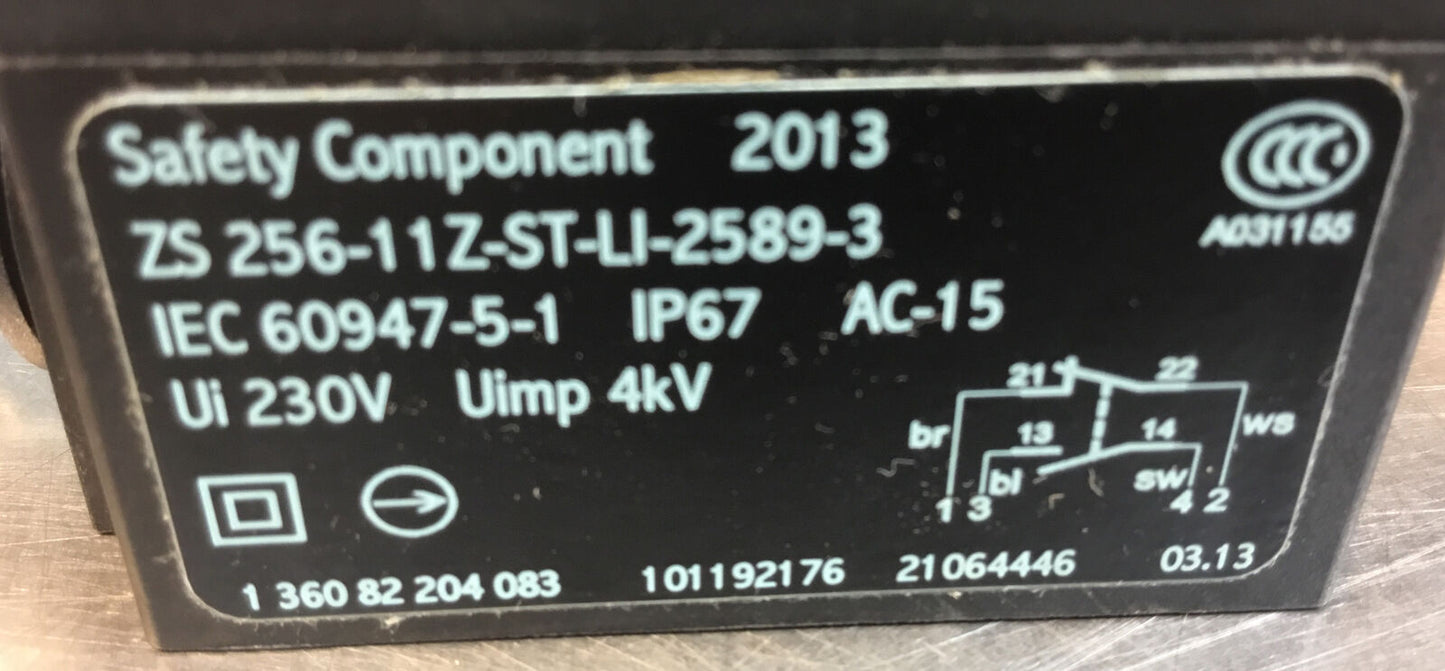 Safety Component 2013
CCC
A031155
ZS 256-11Z-ST-LI-2589-3
IEC 60947-5-1 IP67 AC-15
Ui 230V Uimp 4kV
21 22
br 13 14 ws
bl sw
1 3 4 2
1 360 82 204 083 101192176 21064446 03.13